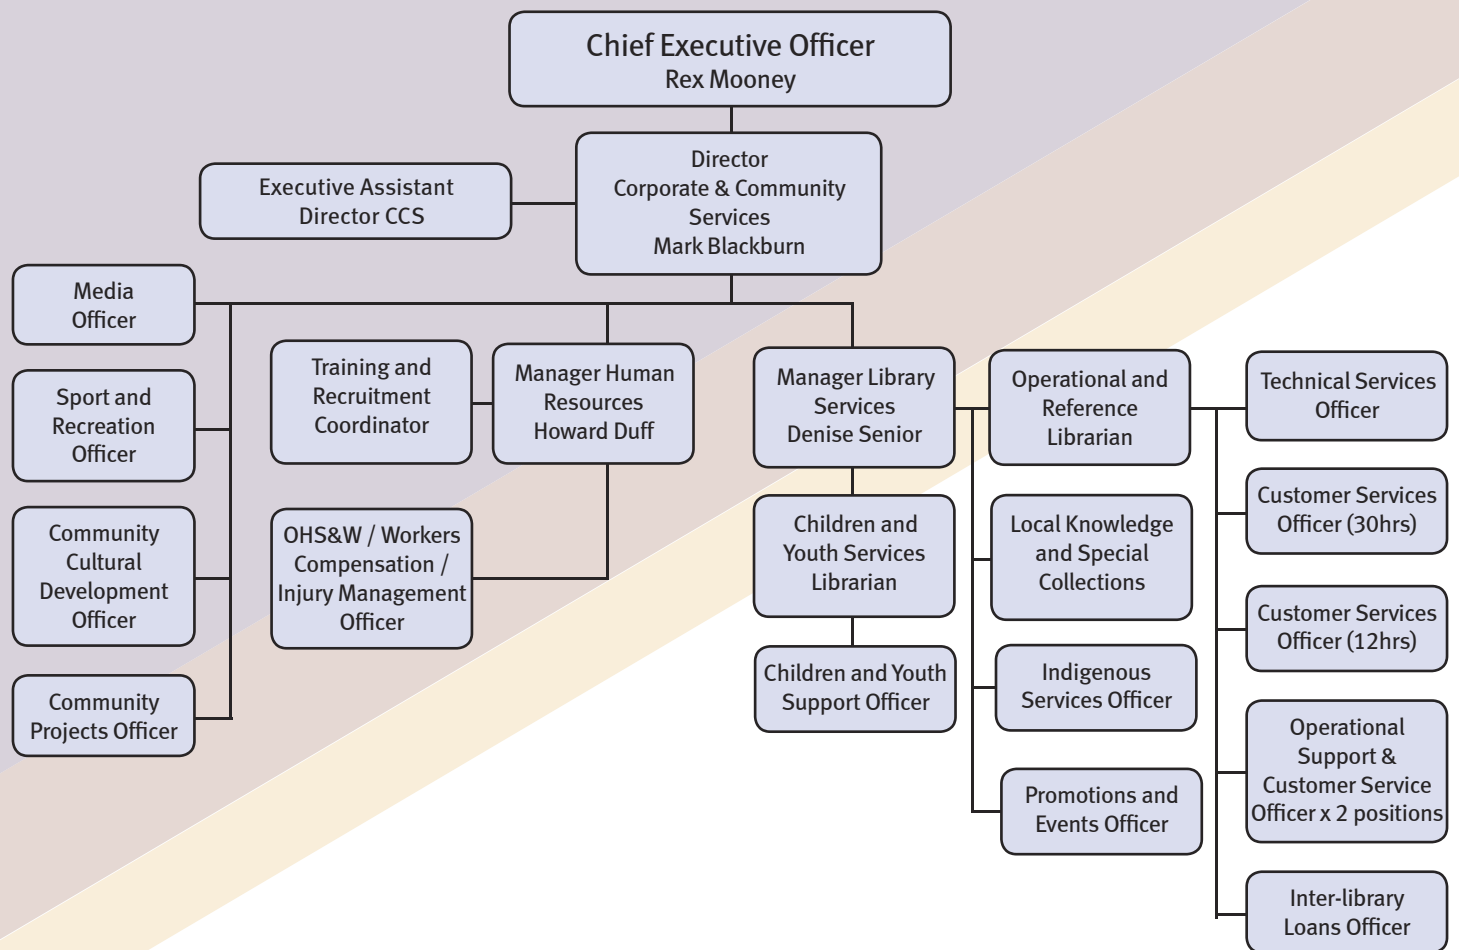 Chief Executive Officer
Rex Mooney
Director
Corporate & Community
Services
Mark Blackburn
Executive Assistant
Director CCS
Media
Officer
Sport and
Recreation
Officer
Community
Cultural
Development
Officer
Community
Projects Officer
Training and
Recruitment
Coordinator
Manager Human
Resources
Howard Duff
OHS&W / Workers
Compensation /
Injury Management
Officer
Manager Library
Services
Denise Senior
Children and
Youth Services
Librarian
Children and Youth
Support Officer
Operational and
Reference
Librarian
Local Knowledge
and Special
Collections
Indigenous
Services Officer
Promotions and
Events Officer
Technical Services
Officer
Customer Services
Officer (30hrs)
Customer Services
Officer (12hrs)
Operational
Support &
Customer Service
Officer x 2 positions
Inter-library
Loans Officer